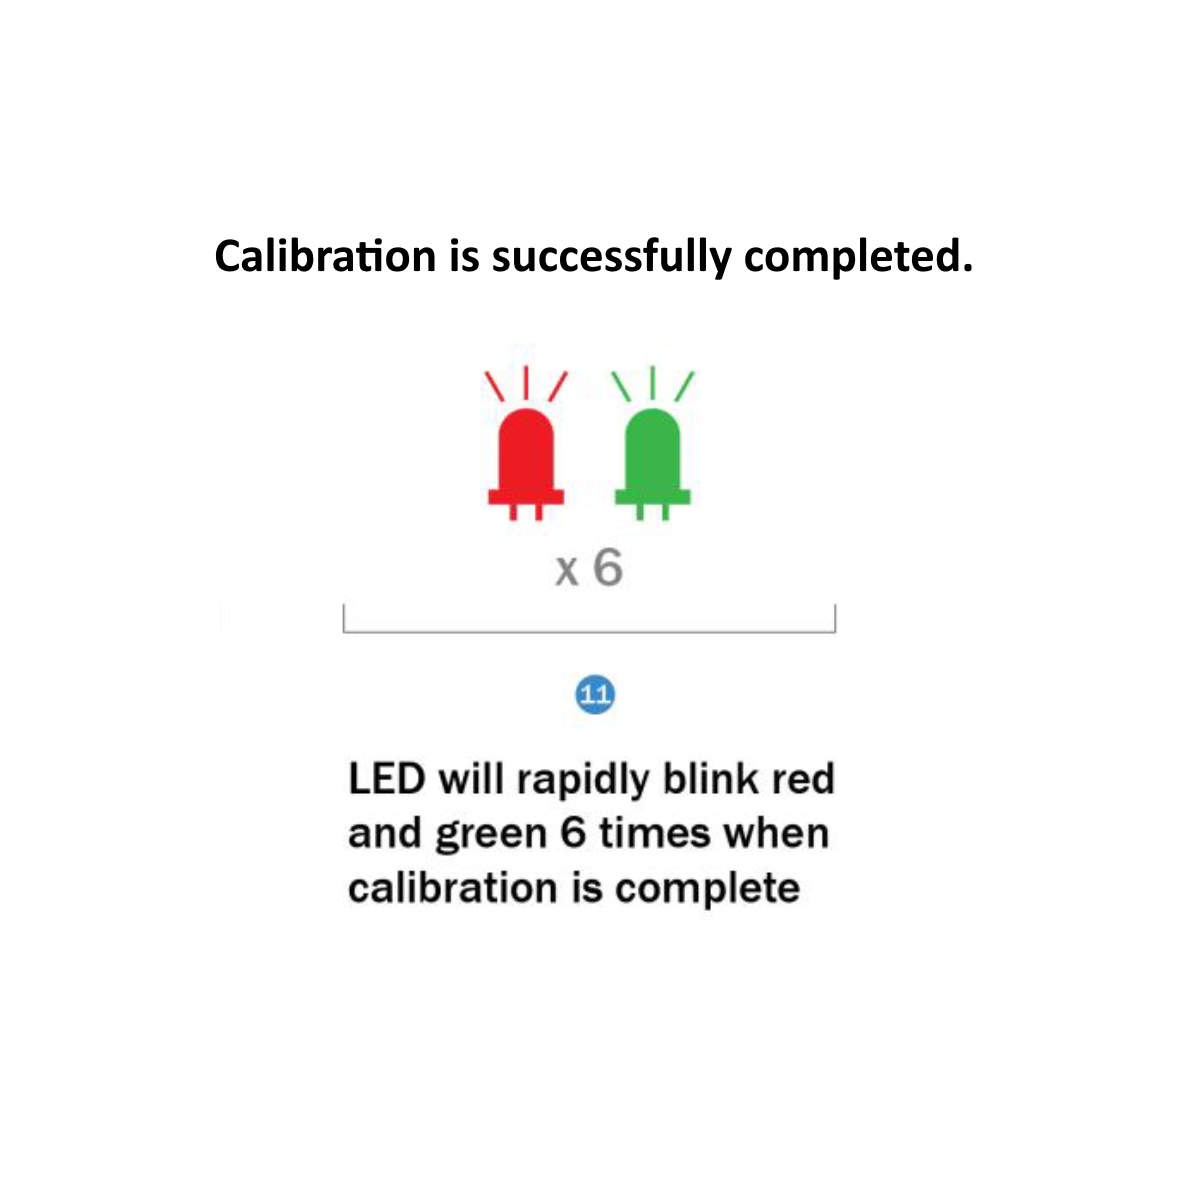 Calibration is successfully completed.
x 6
11
LED will rapidly blink red
and green 6 times when
calibration is complete